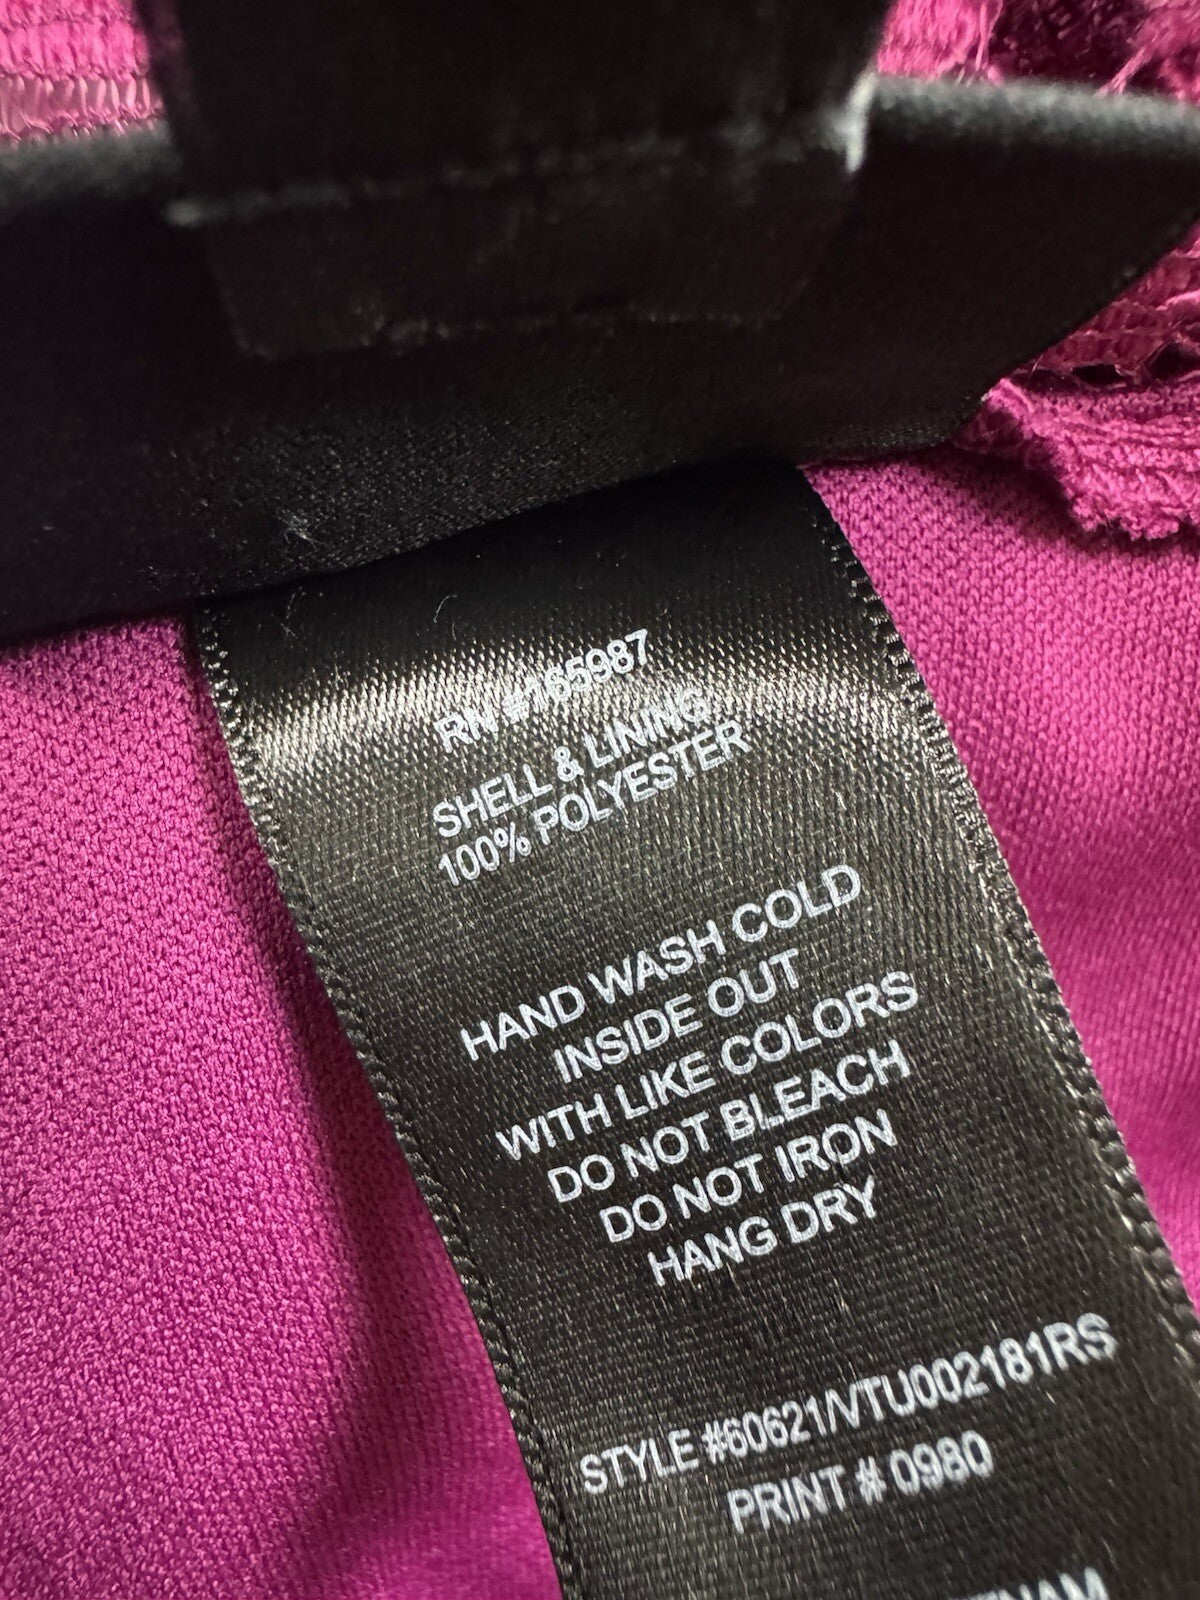 RN #165987
SHELL & LINING:
100% POLYESTER
HAND WASH COLD
INSIDE OUT
WITH LIKE COLORS
DO NOT BLEACH
DO NOT IRON
HANG DRY
STYLE #60621/VTU002181RS
PRINT # 0980